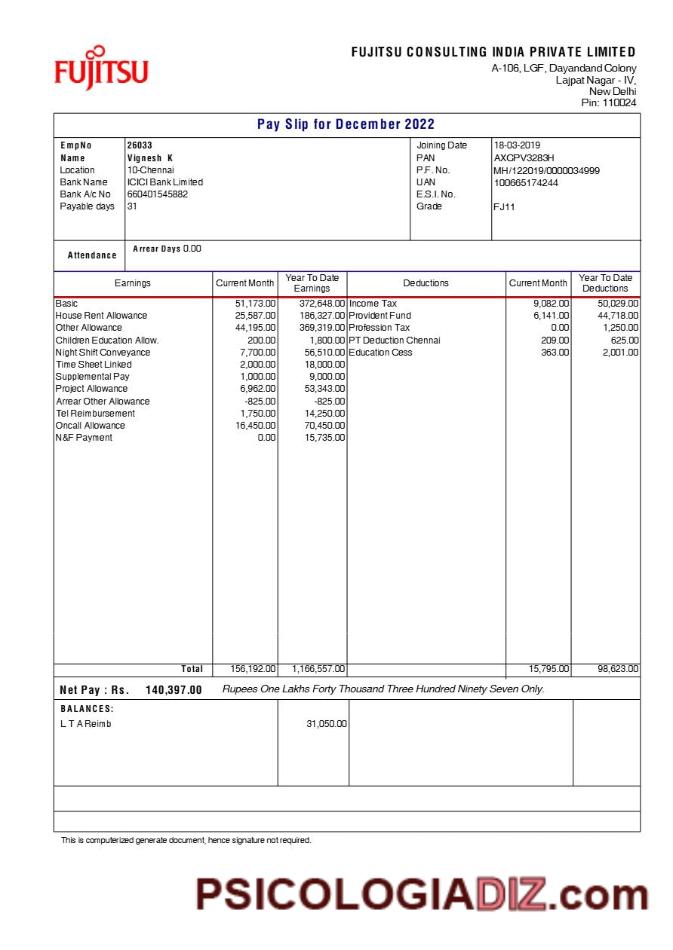 FUJITSU
FUJITSU CONSULTING INDIA PRIVATE LIMITED
A-106, LGF, Dayandand Colony
Lajpat Nagar - IV,
New Delhi
Pin: 110024
Pay Slip for December 2022
EmpNo 26033 Joining Date 18-03-2019
Name Vignesh K PAN AXCPV3283H
Location 10-Chennai P.F. No. MH/122019/0000034999
Bank Name ICICI Bank Limited UAN 100665174244
Bank A/c No 660401545882 E.S.I. No.
Payable days 31 Grade FJ11
Attendance Arrear Days 0.00
Earnings Current Month Year To Date Earnings Deductions Current Month Year To Date Deductions
Basic 51,173.00 372,648.00 Income Tax 9,082.00 50,029.00
House Rent Allowance 25,587.00 186,327.00 Provident Fund 6,141.00 44,718.00
Other Allowance 44,195.00 369,319.00 Profession Tax 0.00 1,250.00
Children Education Allow. 200.00 1,800.00 PT Deduction Chennai 209.00 625.00
Night Shift Conveyance 7,700.00 56,510.00 Education Cess 363.00 2,001.00
Time Sheet Linked 2,000.00 18,000.00
Supplemental Pay 1,000.00 9,000.00
Project Allowance 6,962.00 53,343.00
Arrear Other Allowance -825.00 -825.00
Tel Reimbursement 1,750.00 14,250.00
Oncall Allowance 16,450.00 70,450.00
N&F Payment 0.00 15,735.00
Total 156,192.00 1,166,557.00 15,795.00 98,623.00
Net Pay : Rs. 140,397.00 Rupees One Lakhs Forty Thousand Three Hundred Ninety Seven Only.
BALANCES:
L T A Reimb 31,050.00
This is computerized generate document, hence signature not required.
PSICOLOGIADIZ.com